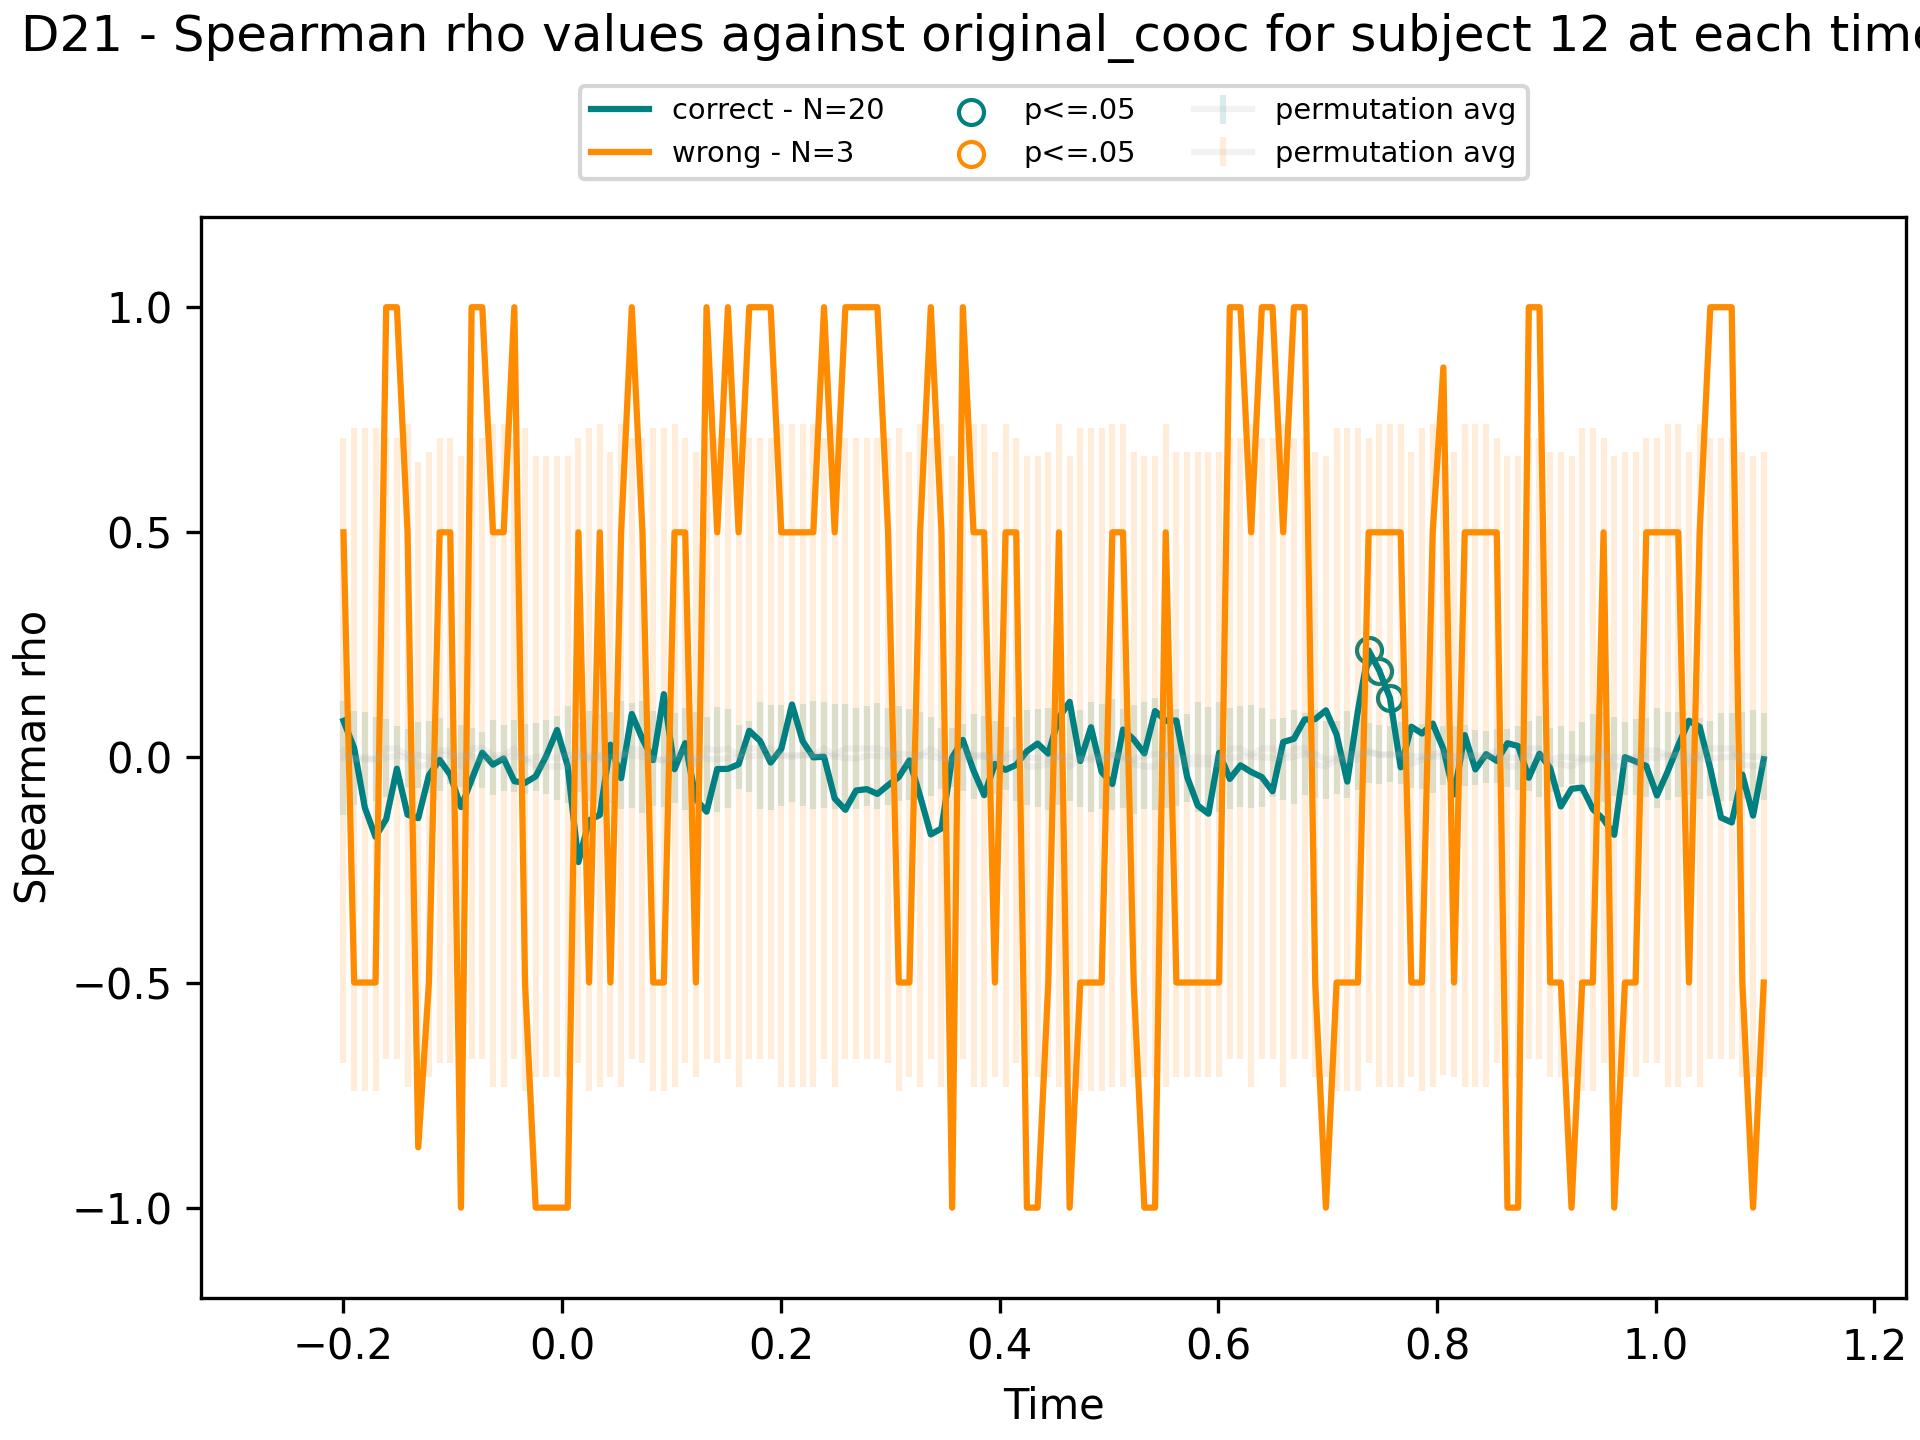 D21 - Spearman rho values against original_cooc for subject 12 at each time
correct - N=20
wrong - N=3
p<=.05
p<=.05
permutation avg
permutation avg
Spearman rho
1.0
0.5
0.0
−0.5
−1.0
−0.2
0.0
0.2
0.4
0.6
0.8
1.0
1.2
Time